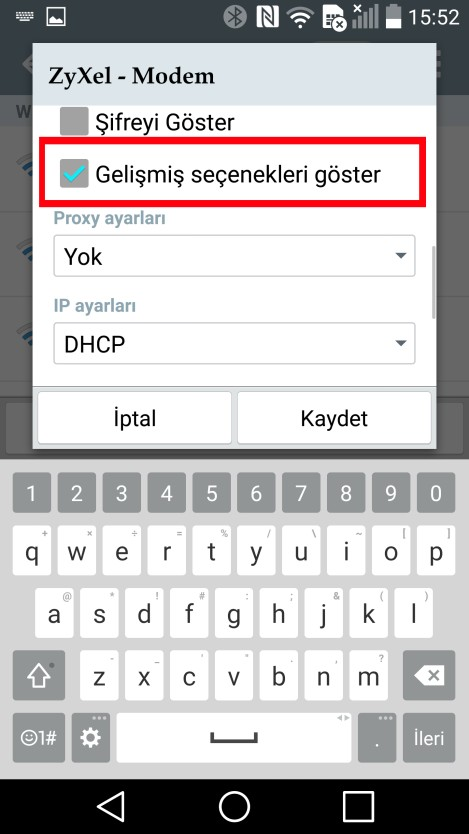 15:52
W
ZyXel - Modem
Şifreyi Göster
Gelişmiş seçenekleri göster
Proxy ayarları
Yok
IP ayarları
DHCP
İptal
Kaydet
1 2 3 4 5 6 7 8 9 0
+ × ÷ = % / \ ~ [ ]
q w e r t y u i o p
@ * ! # : ; & ( )
a s d f g h j k l
- _ ' " . , ?
z x c v b n m
☺1#
.
İleri